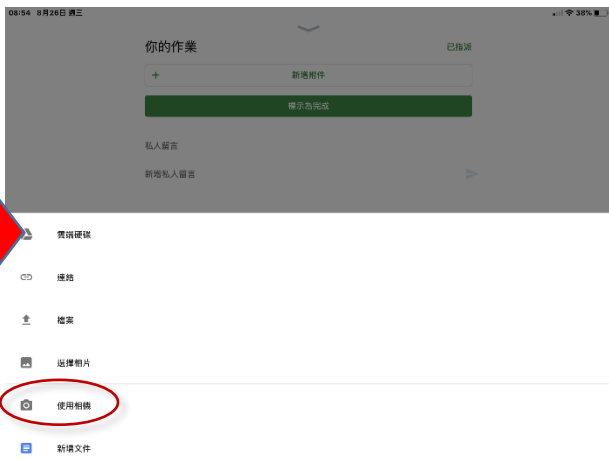 08:54 8月26日 週三
38%
你的作業
已指派
+ 新增附件
標示為完成
私人留言
新增私人留言
雲端硬碟
連結
檔案
選擇相片
使用相機
新增文件